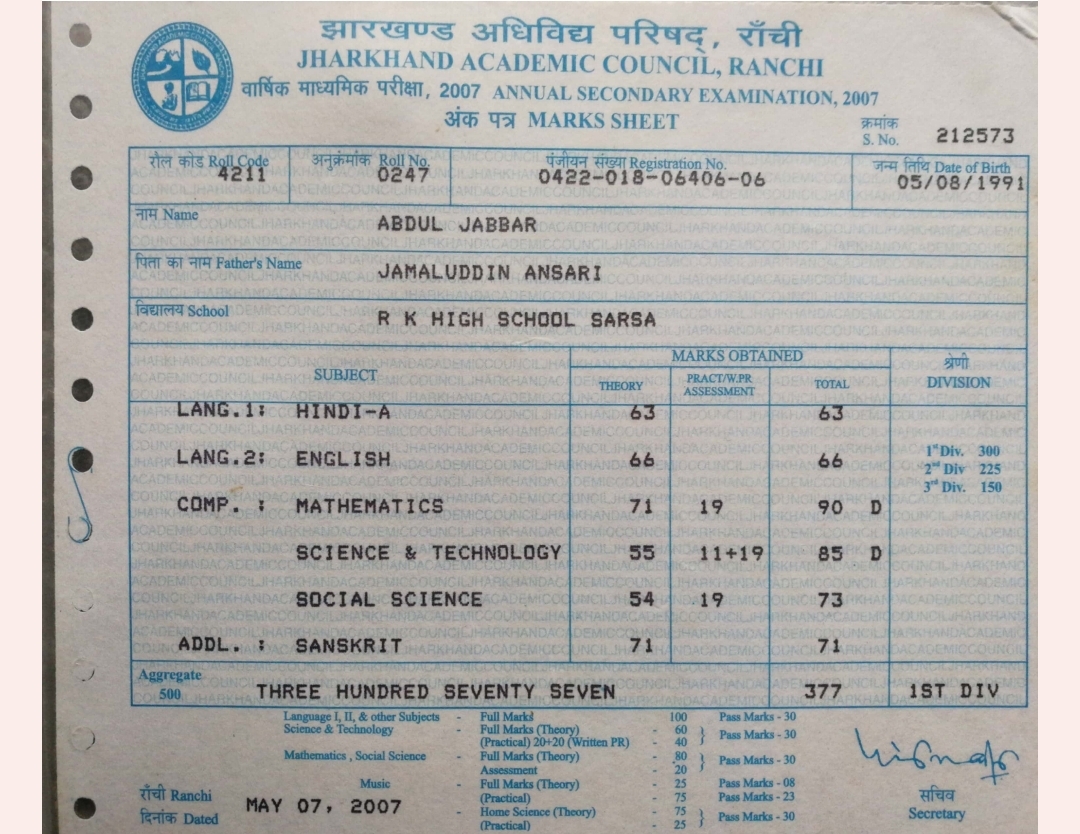 झारखण्ड अधिविद्य परिषद्, राँची
JHARKHAND ACADEMIC COUNCIL, RANCHI
वार्षिक माध्यमिक परीक्षा, 2007 ANNUAL SECONDARY EXAMINATION, 2007
अंक पत्र MARKS SHEET
क्रमांक
S. No. 212573
रोल कोड Roll Code अनुक्रमांक Roll No. पंजीयन संख्या Registration No. जन्म तिथि Date of Birth
4211 0247 0422-018-06406-06 05/08/1991
नाम Name ABDUL JABBAR
पिता का नाम Father's Name JAMALUDDIN ANSARI
विद्यालय School R K HIGH SCHOOL SARSA
SUBJECT MARKS OBTAINED श्रेणी
THEORY PRACT/W.PR ASSESSMENT TOTAL DIVISION
LANG.1: HINDI-A 63 63
LANG.2: ENGLISH 66 66
1st Div. 300
2nd Div 225
3rd Div. 150
COMP. : MATHEMATICS 71 19 90 D
SCIENCE & TECHNOLOGY 55 11+19 85 D
SOCIAL SCIENCE 54 19 73
ADDL. : SANSKRIT 71 71
Aggregate
500 THREE HUNDRED SEVENTY SEVEN 377 1ST DIV
Language I, II, & other Subjects - Full Marks 100 Pass Marks - 30
Science & Technology - Full Marks (Theory) - 60 } Pass Marks - 30
(Practical) 20+20 (Written PR) - 40
Mathematics , Social Science - Full Marks (Theory) - 80 } Pass Marks - 30
Assessment - 20
Music - Full Marks (Theory) - 25 Pass Marks - 08
(Practical) - 75 Pass Marks - 23
Home Science (Theory) - 75 } Pass Marks - 30
(Practical) - 25
राँची Ranchi
दिनांक Dated MAY 07, 2007
सचिव
Secretary